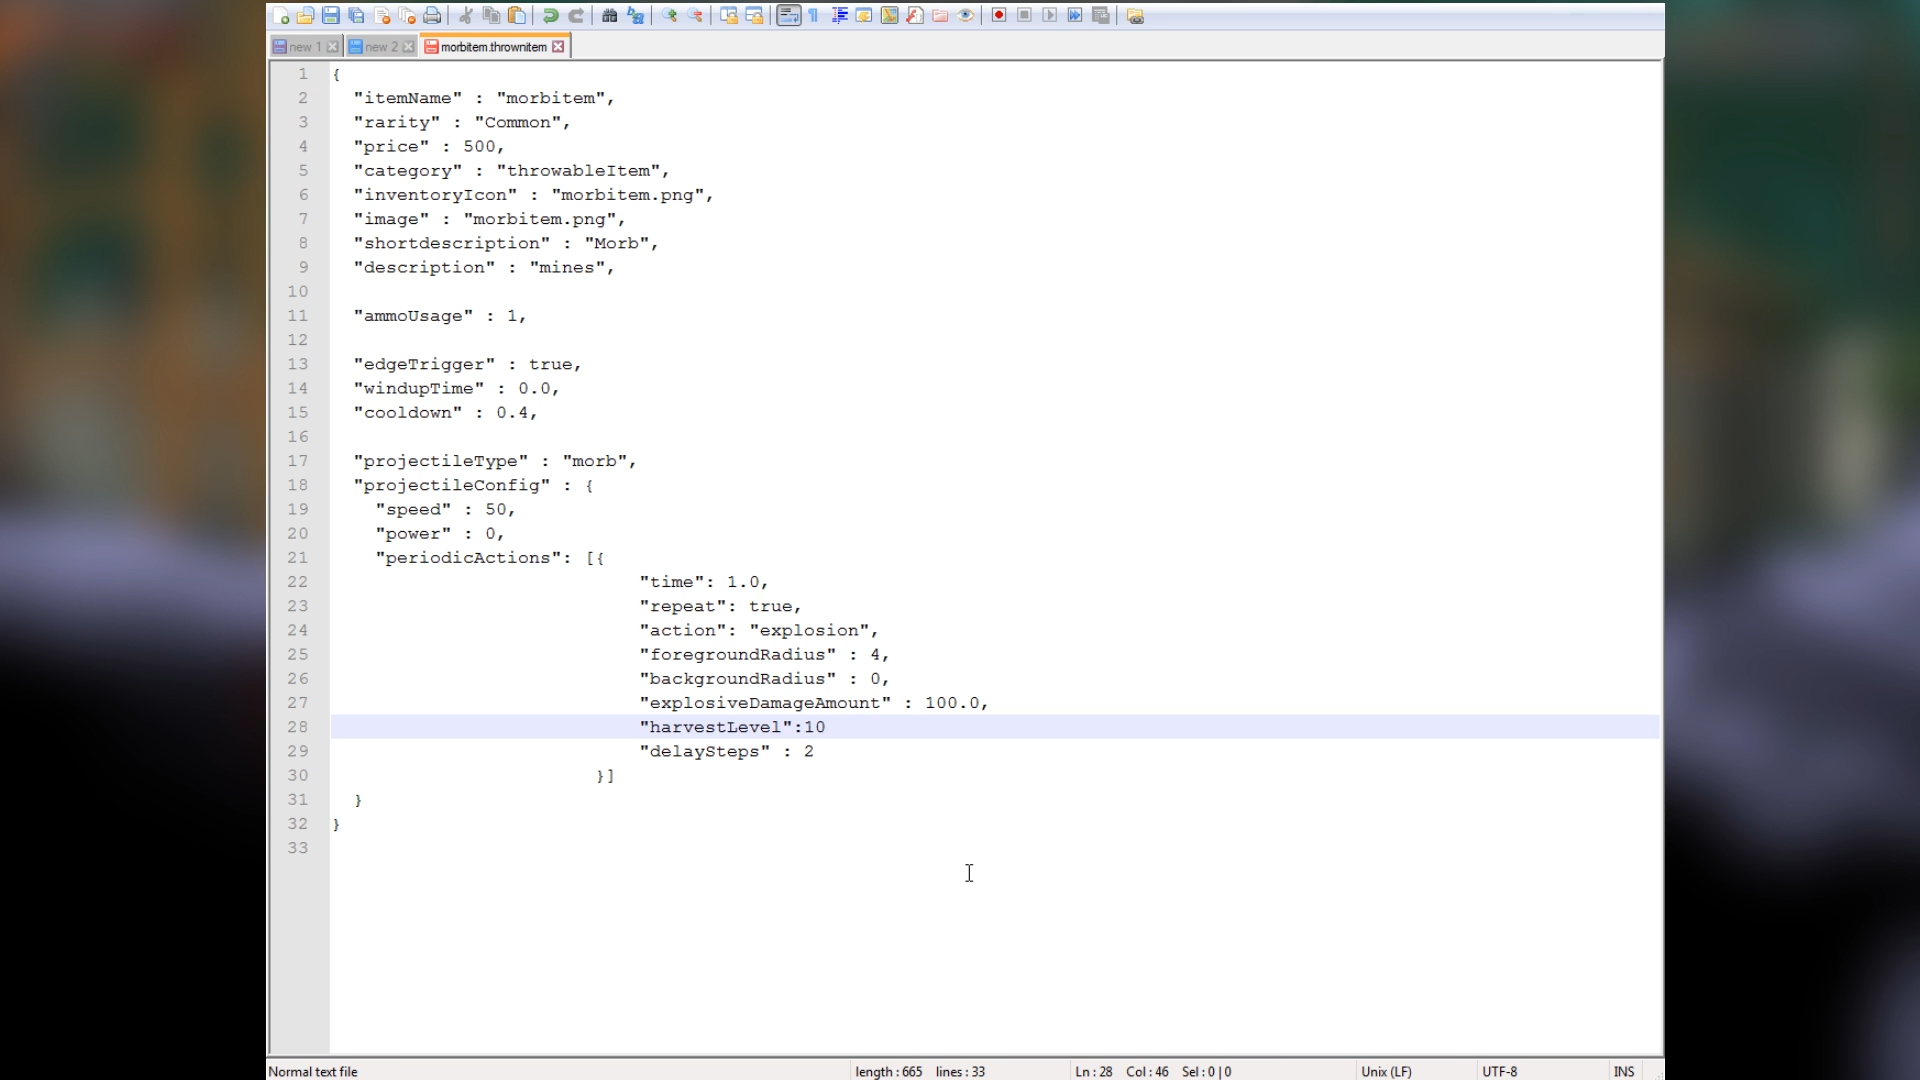 new 1
new 2
morbitem.thrownitem
1 {
2 "itemName" : "morbitem",
3 "rarity" : "Common",
4 "price" : 500,
5 "category" : "throwableItem",
6 "inventoryIcon" : "morbitem.png",
7 "image" : "morbitem.png",
8 "shortdescription" : "Morb",
9 "description" : "mines",
10
11 "ammoUsage" : 1,
12
13 "edgeTrigger" : true,
14 "windupTime" : 0.0,
15 "cooldown" : 0.4,
16
17 "projectileType" : "morb",
18 "projectileConfig" : {
19 "speed" : 50,
20 "power" : 0,
21 "periodicActions": [{
22 "time": 1.0,
23 "repeat": true,
24 "action": "explosion",
25 "foregroundRadius" : 4,
26 "backgroundRadius" : 0,
27 "explosiveDamageAmount" : 100.0,
28 "harvestLevel":10
29 "delaySteps" : 2
30 }]
31 }
32 }
33
Normal text file length : 665 lines : 33 Ln : 28 Col : 46 Sel : 0 | 0 Unix (LF) UTF-8 INS